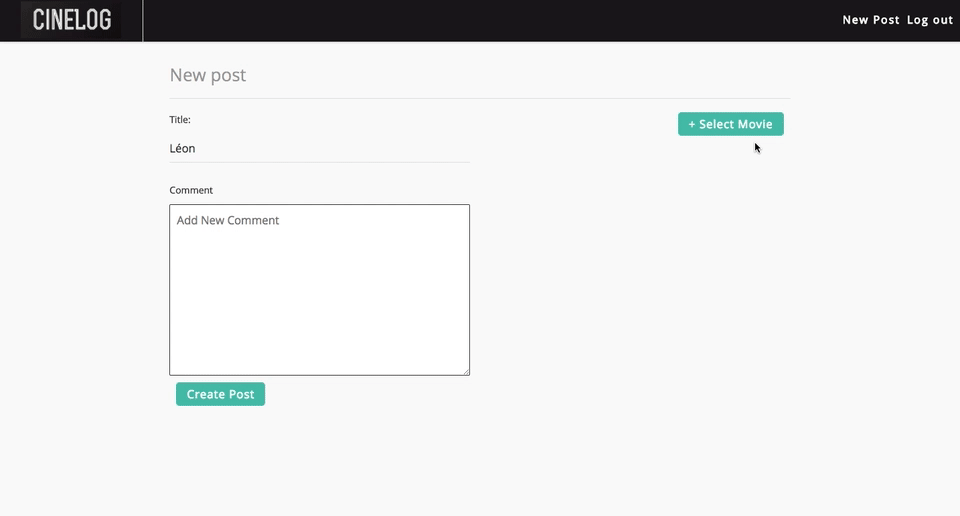 CINELOG
New Post Log out
New post
Title:
+ Select Movie
Léon
Comment
Add New Comment
Create Post